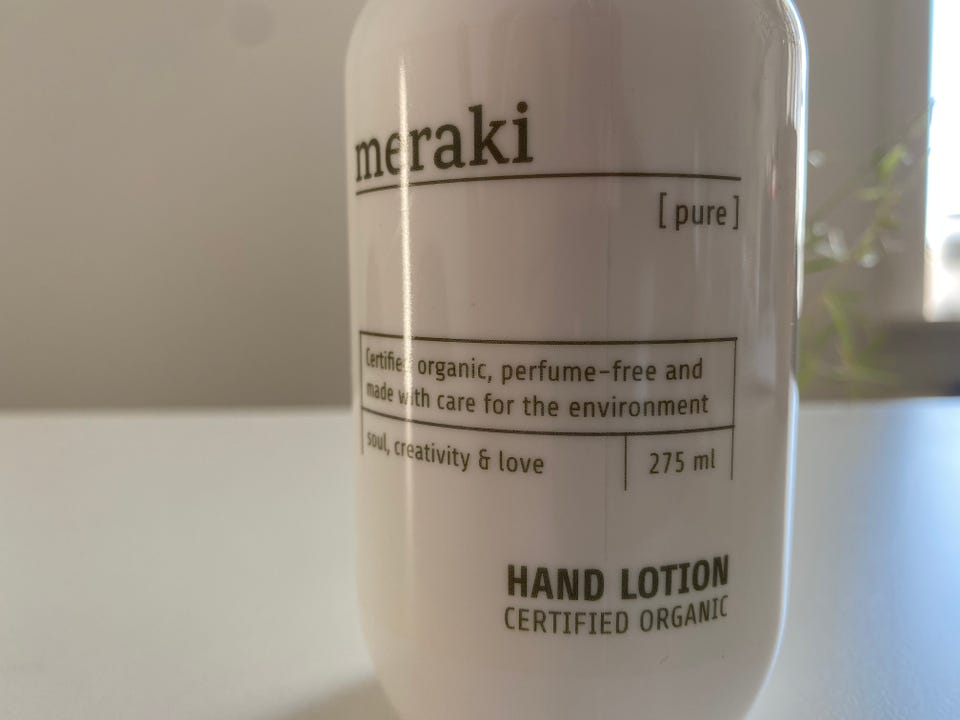 meraki
[pure]
Certified organic, perfume-free and
made with care for the environment
soul, creativity & love
275 ml
HAND LOTION
CERTIFIED ORGANIC